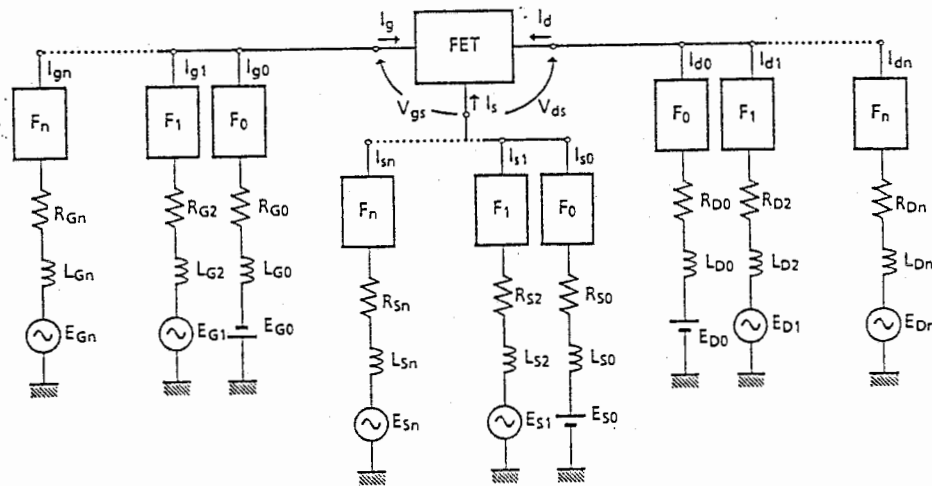 Ig FET Id
Ign Ig1 Ig0 Id0 Id1 Idn
Vgs Is Vds
Fn F1 F0 F0 F1 Fn
Isn Is1 Is0
Fn F1 F0
RGn RG2 RG0 RD0 RD2 RDn
LGn LG2 LG0 LD0 LD2 LDn
RSn RS2 RS0
EGn EG1 EG0 ED0 ED1 EDn
LSn LS2 LS0
ESn ES1 ES0